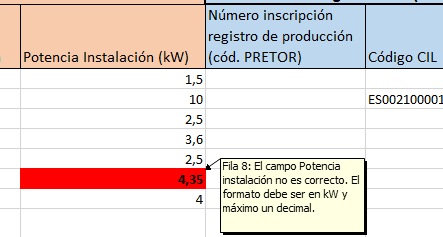 Potencia Instalación (kW)
Número inscripción
registro de producción
(cód. PRETOR)
Código CIL
1,5
10
ES002100001
2,5
3,6
2,5
4,35
4
Fila 8: El campo Potencia
instalación no es correcto. El
formato debe ser en kW y
máximo un decimal.